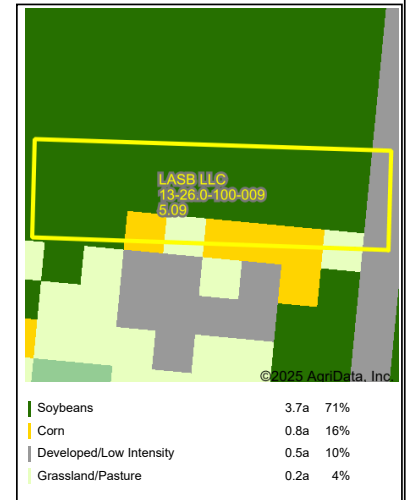 LASB LLC
13-26.0-100-009
5.09
©2025 AgriData, Inc.
Soybeans 3.7a 71%
Corn 0.8a 16%
Developed/Low Intensity 0.5a 10%
Grassland/Pasture 0.2a 4%